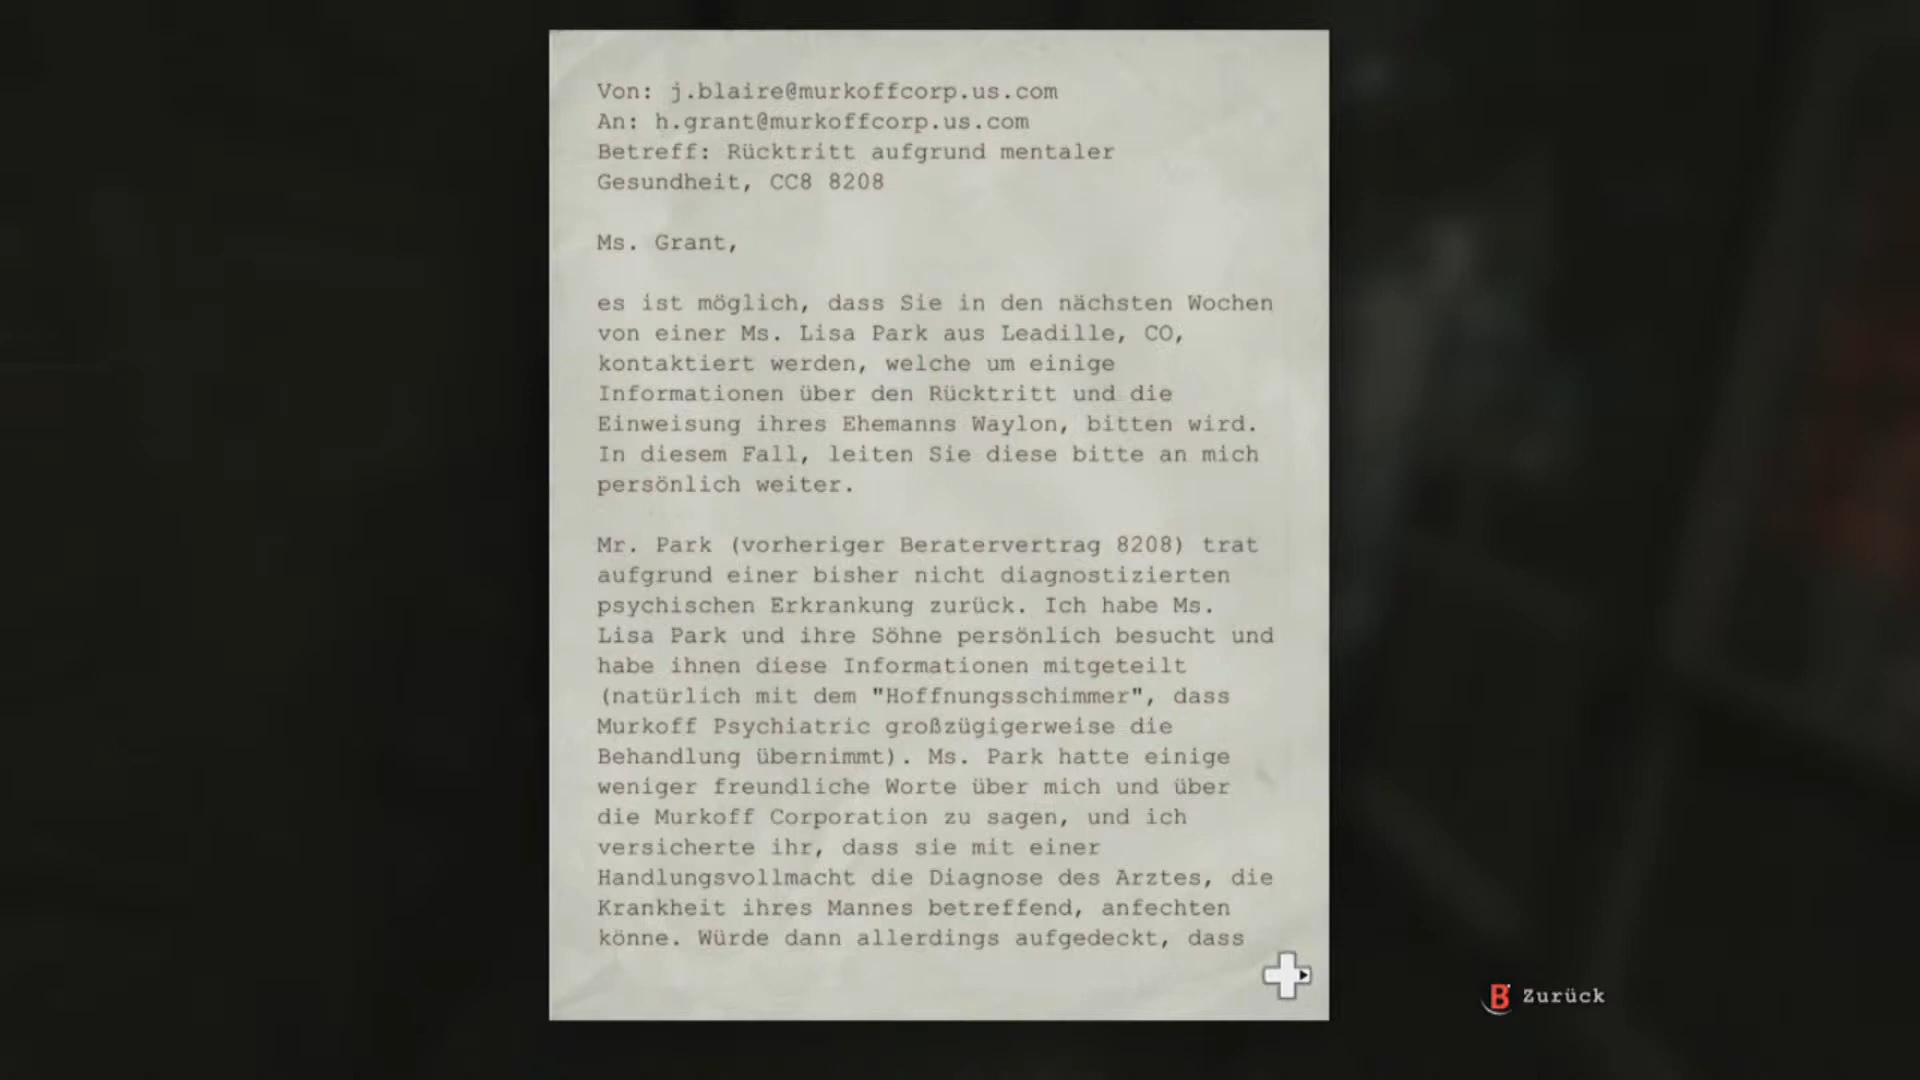 Von: j.blaire@murkoffcorp.us.com
An: h.grant@murkoffcorp.us.com
Betreff: Rücktritt aufgrund mentaler
Gesundheit, CC8 8208
Ms. Grant,
es ist möglich, dass Sie in den nächsten Wochen
von einer Ms. Lisa Park aus Leadille, CO,
kontaktiert werden, welche um einige
Informationen über den Rücktritt und die
Einweisung ihres Ehemanns Waylon, bitten wird.
In diesem Fall, leiten Sie diese bitte an mich
persönlich weiter.
Mr. Park (vorheriger Beratervertrag 8208) trat
aufgrund einer bisher nicht diagnostizierten
psychischen Erkrankung zurück. Ich habe Ms.
Lisa Park und ihre Söhne persönlich besucht und
habe ihnen diese Informationen mitgeteilt
(natürlich mit dem "Hoffnungsschimmer", dass
Murkoff Psychiatric großzügigerweise die
Behandlung übernimmt). Ms. Park hatte einige
weniger freundliche Worte über mich und über
die Murkoff Corporation zu sagen, und ich
versicherte ihr, dass sie mit einer
Handlungsvollmacht die Diagnose des Arztes, die
Krankheit ihres Mannes betreffend, anfechten
könne. Würde dann allerdings aufgedeckt, dass
B Zurück